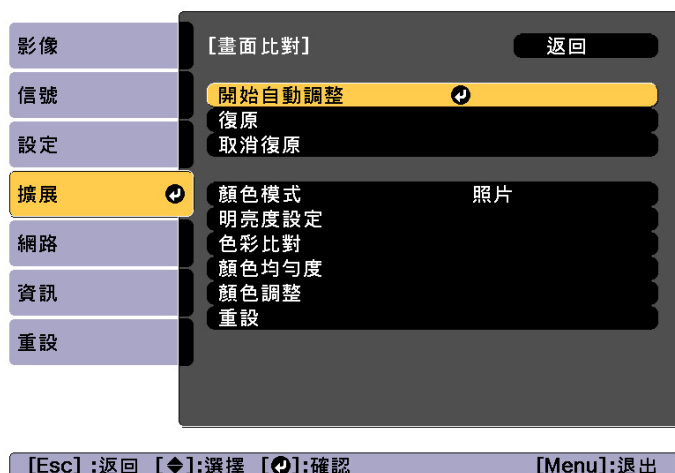 影像
信號
設定
擴展
網路
資訊
重設
[畫面比對] 返回
開始自動調整
復原
取消復原
顏色模式 照片
明亮度設定
色彩比對
顏色均勻度
顏色調整
重設
[Esc] :返回 [◆]:選擇 [↵]:確認 [Menu]:退出